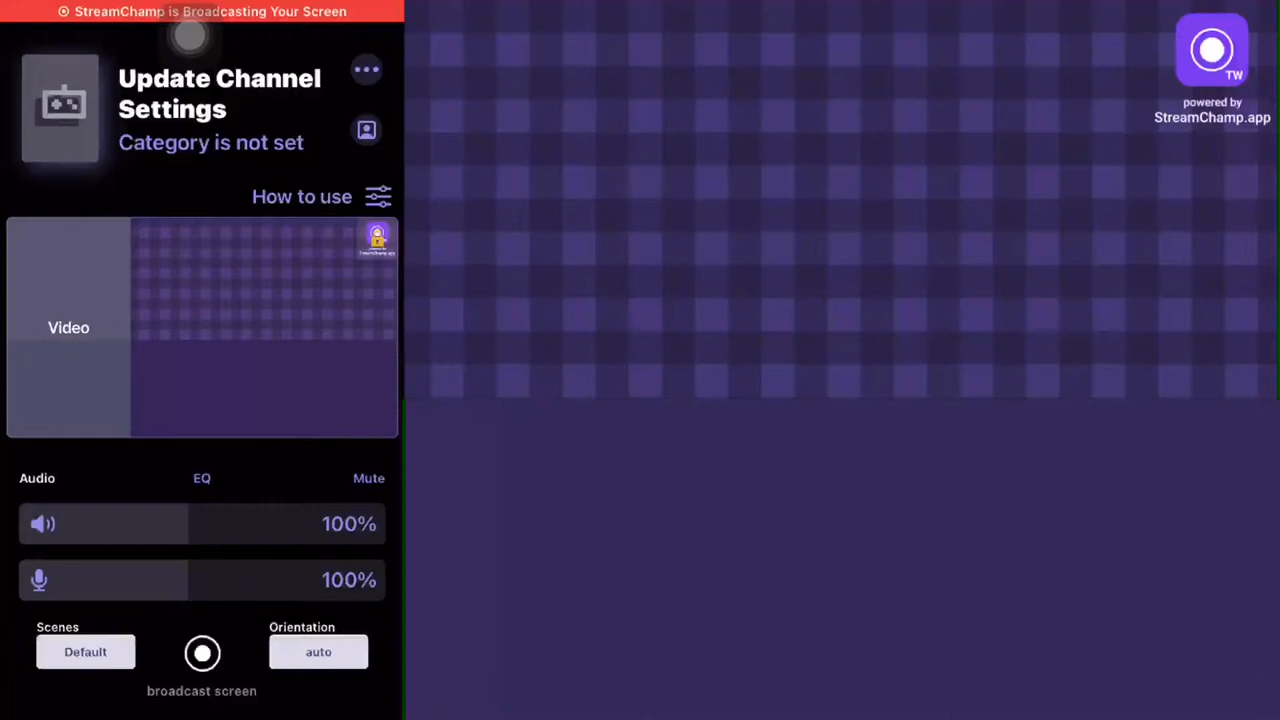 StreamChamp is Broadcasting Your Screen
Update Channel
Settings
Category is not set
How to use
Video
Audio
EQ
Mute
100%
100%
Scenes
Orientation
Default
auto
broadcast screen
TW
powered by
StreamChamp.app